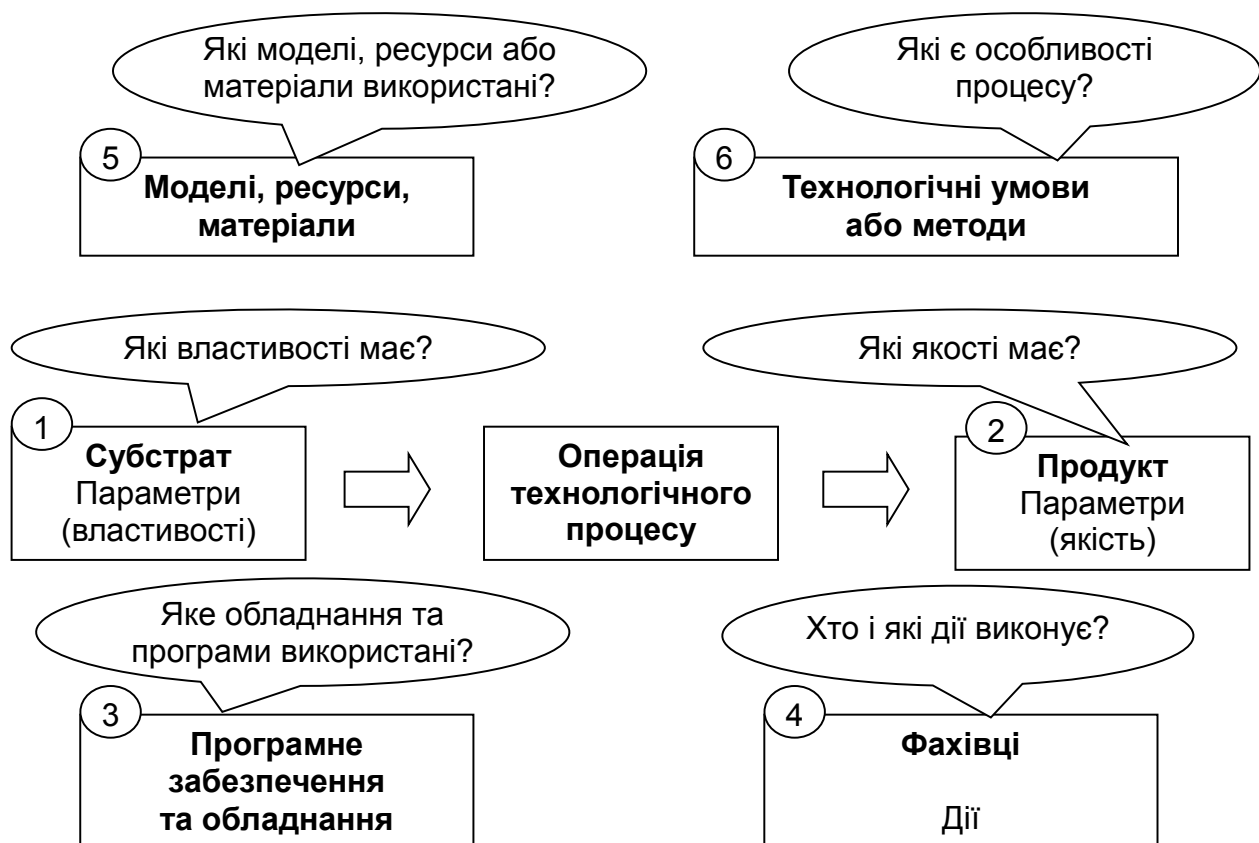 Які моделі, ресурси або
матеріали використані?
Які є особливості
процесу?
5
Моделі, ресурси,
матеріали
6
Технологічні умови
або методи
Які властивості має?
Які якості має?
1
Субстрат
Параметри
(властивості)
Операція
технологічного
процесу
2
Продукт
Параметри
(якість)
Яке обладнання та
програми використані?
Хто і які дії виконує?
3
Програмне
забезпечення
та обладнання
4
Фахівці
Дії